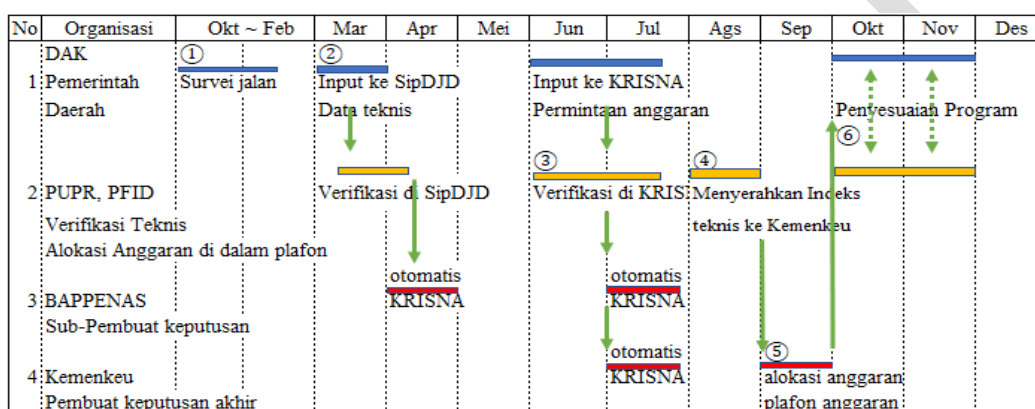 No Organisasi Okt ~ Feb Mar Apr Mei Jun Jul Ags Sep Okt Nov Des
DAK ① ②
1 Pemerintah Survei jalan Input ke SipDJD Input ke KRISNA
Daerah Data teknis Permintaan anggaran Penyesuaian Program
⑥
③ ④
2 PUPR, PFID Verifikasi di SipDJD Verifikasi di KRIS Menyerahkan Indeks
Verifikasi Teknis teknis ke Kemenkeu
Alokasi Anggaran di dalam plafon
otomatis otomatis
3 BAPPENAS KRISNA KRISNA
Sub-Pembuat keputusan
otomatis ⑤
4 Kemenkeu KRISNA alokasi anggaran
Pembuat keputusan akhir plafon anggaran